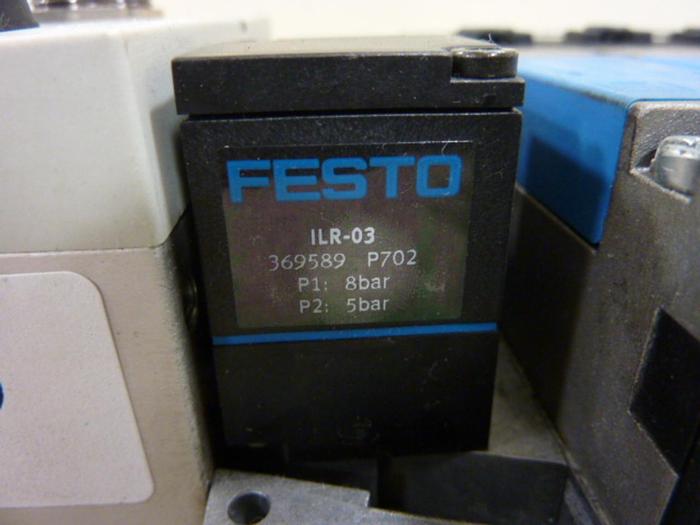 FESTO
ILR-03
369589 P702
P1: 8bar
P2: 5bar